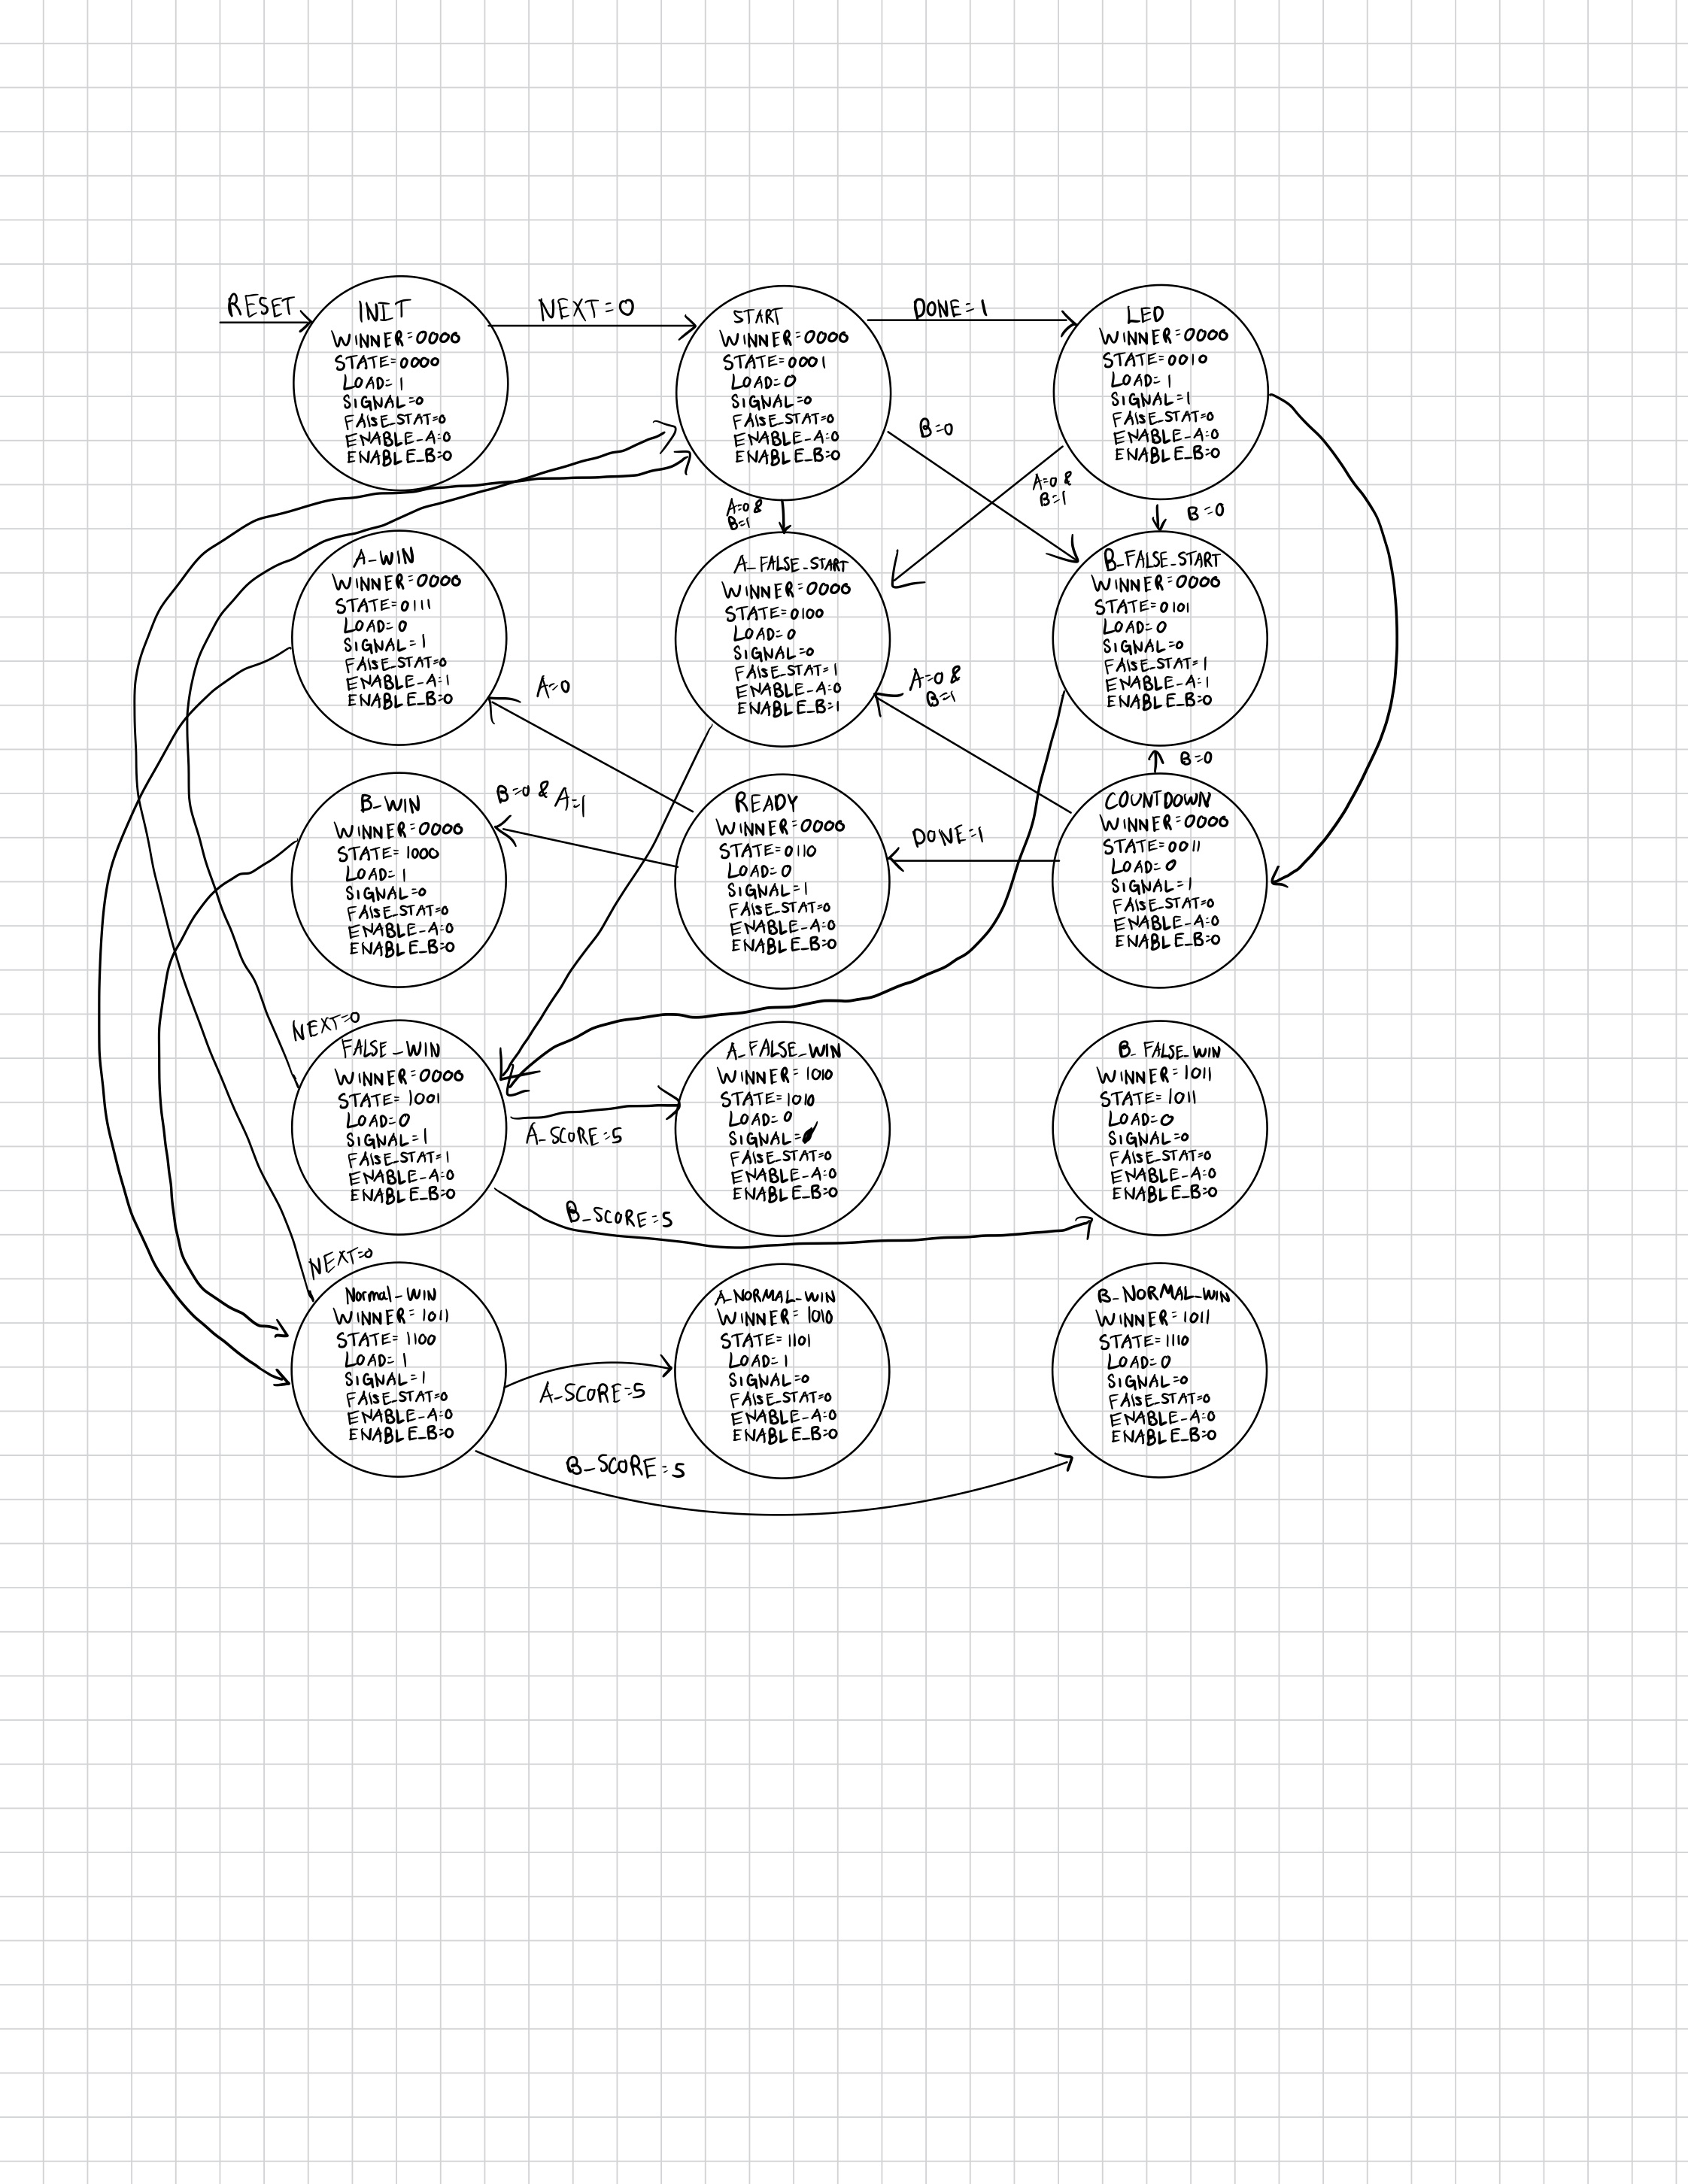 RESET
INIT
WINNER=0000
STATE=0000
LOAD=1
SIGNAL=0
FALSE_STAT=0
ENABLE_A=0
ENABLE_B=0
NEXT=0
START
WINNER=0000
STATE=0001
LOAD=0
SIGNAL=0
FALSE_STAT=0
ENABLE_A=0
ENABLE_B=0
DONE=1
LED
WINNER=0000
STATE=0010
LOAD=1
SIGNAL=1
FALSE_STAT=0
ENABLE_A=0
ENABLE_B=0
B=0
A=0 &
B=1
A=0 &
B=1
B=0
A-WIN
WINNER=0000
STATE=0111
LOAD=0
SIGNAL=1
FALSE_STAT=0
ENABLE_A=1
ENABLE_B=0
A=0
A_FALSE_START
WINNER=0000
STATE=0100
LOAD=0
SIGNAL=0
FALSE_STAT=1
ENABLE_A=0
ENABLE_B=1
A=0 &
B=1
B_FALSE_START
WINNER=0000
STATE=0101
LOAD=0
SIGNAL=0
FALSE_STAT=1
ENABLE_A=1
ENABLE_B=0
B=0
B_WIN
WINNER=0000
STATE=1000
LOAD=1
SIGNAL=0
FALSE_STAT=0
ENABLE_A=0
ENABLE_B=0
B=0 & A=1
READY
WINNER=0000
STATE=0110
LOAD=0
SIGNAL=1
FALSE_STAT=0
ENABLE_A=0
ENABLE_B=0
DONE=1
COUNTDOWN
WINNER=0000
STATE=0011
LOAD=0
SIGNAL=1
FALSE_STAT=0
ENABLE_A=0
ENABLE_B=0
NEXT=0
FALSE_WIN
WINNER=0000
STATE=1001
LOAD=0
SIGNAL=1
FALSE_STAT=1
ENABLE_A=0
ENABLE_B=0
A_SCORE=5
B_SCORE=5
A_FALSE_WIN
WINNER=1010
STATE=1010
LOAD=0
SIGNAL=0
FALSE_STAT=0
ENABLE_A=0
ENABLE_B=0
B_FALSE_WIN
WINNER=1011
STATE=1011
LOAD=0
SIGNAL=0
FALSE_STAT=0
ENABLE_A=0
ENABLE_B=0
NEXT=0
Normal_WIN
WINNER=1011
STATE=1100
LOAD=1
SIGNAL=1
FALSE_STAT=0
ENABLE_A=0
ENABLE_B=0
A_SCORE=5
B_SCORE=5
A_NORMAL_WIN
WINNER=1010
STATE=1101
LOAD=1
SIGNAL=0
FALSE_STAT=0
ENABLE_A=0
ENABLE_B=0
B_NORMAL_WIN
WINNER=1011
STATE=1110
LOAD=0
SIGNAL=0
FALSE_STAT=0
ENABLE_A=0
ENABLE_B=0